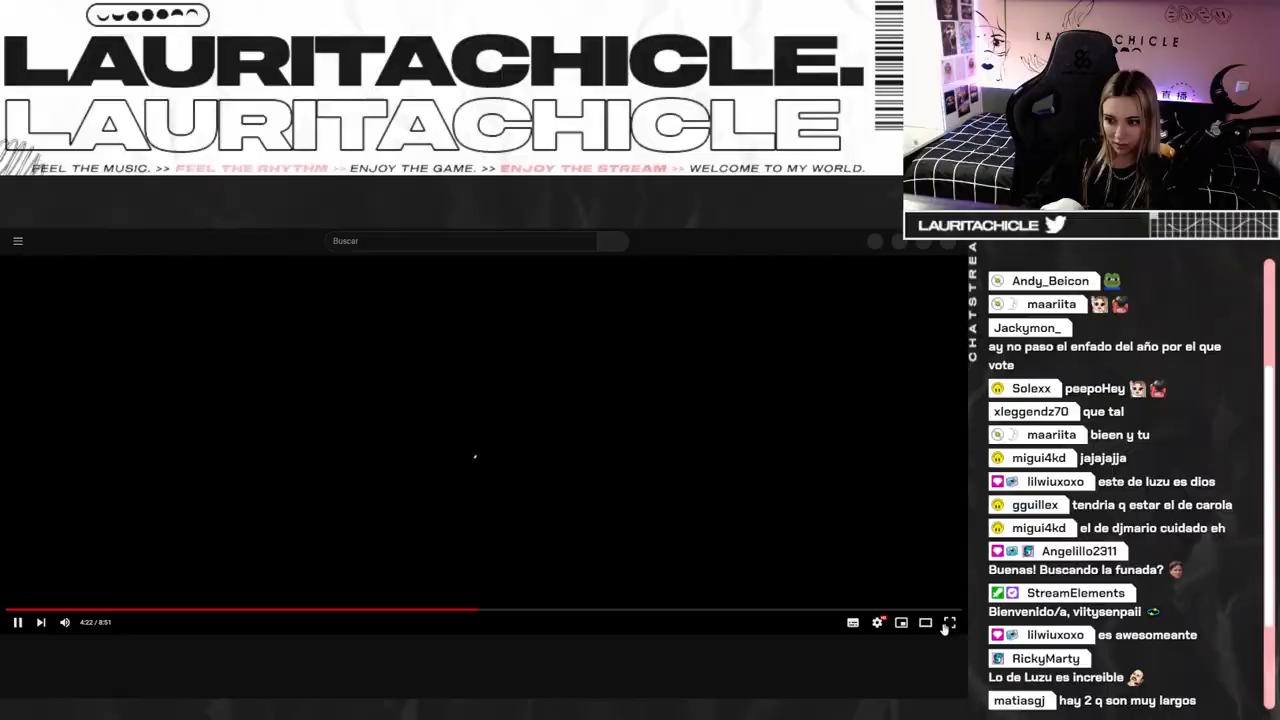 LAURITACHICLE.
LAURITACHICLE
FEEL THE MUSIC. >> FEEL THE RHYTHM >> ENJOY THE GAME. >> ENJOY THE STREAM >> WELCOME TO MY WORLD.
LAURITACHICLE
Buscar
CHATSTREA
Andy_Beicon
maariita
Jackymon_
ay no paso el enfado del año por el que
vote
Solexx peepoHey
xleggendz70 que tal
maariita bieen y tu
migui4kd jajajajja
lilwiuxoxo este de luzu es dios
gguillex tendria q estar el de carola
migui4kd el de djmario cuidado eh
Angelillo2311
Buenas! Buscando la funada?
StreamElements
Bienvenido/a, viitysenpaii
lilwiuxoxo es awesomeante
RickyMarty
Lo de Luzu es increible
matiasgj hay 2 q son muy largos
4:22 / 8:51